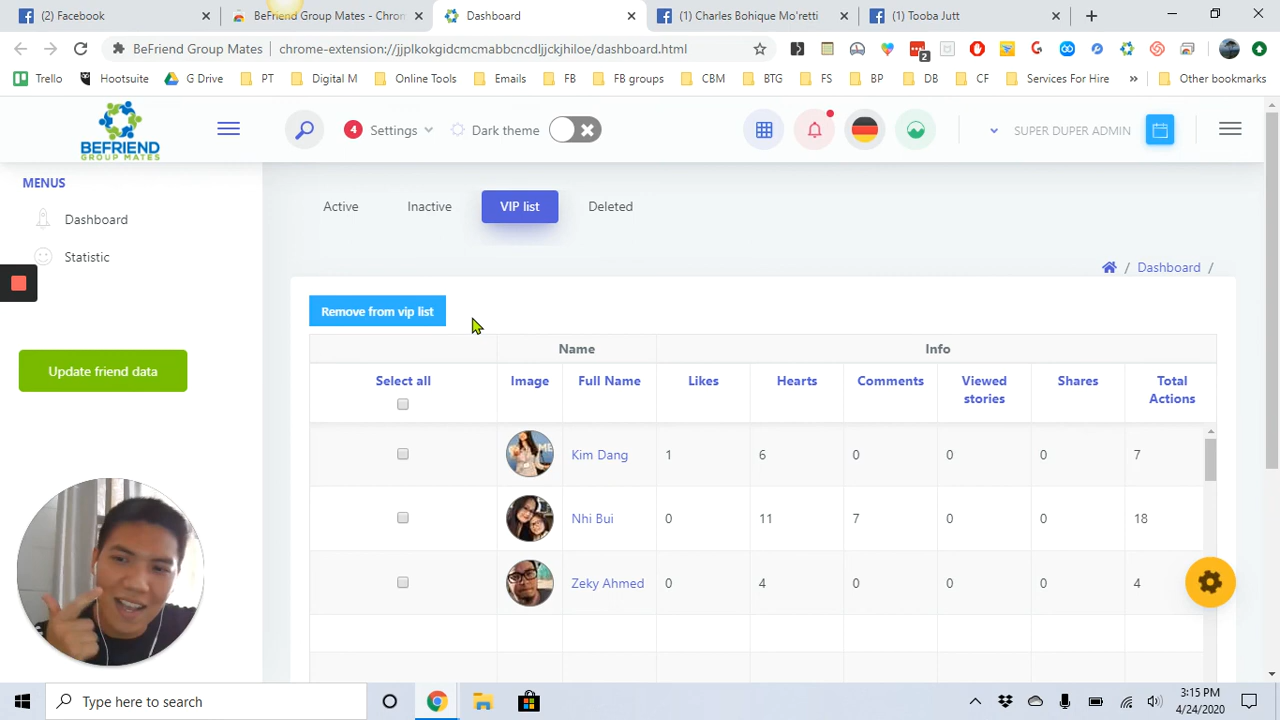 (2) Facebook
BeFriend Group Mates - Chrom
Dashboard
(1) Charles Bohique Mo'retti
(1) Tooba Jutt
BeFriend Group Mates
chrome-extension://jjplkokgidcmcmabbcmdljjckjhiloe/dashboard.html
2
Trello
Hootsuite
G Drive
PT
Digital M
Online Tools
Emails
FB
FB groups
CBM
BTG
FS
BP
DB
CF
Services For Hire
Other bookmarks
BEFRIEND
GROUP MATES
4 Settings
Dark theme
SUPER DUPER ADMIN
MENUS
Dashboard
Statistic
Update friend data
Active Inactive VIP list Deleted
/ Dashboard /
Remove from vip list
Name Info
Select all Image Full Name Likes Hearts Comments Viewed stories Shares Total Actions
Kim Dang 1 6 0 0 0 7
Nhi Bui 0 11 7 0 0 18
Zeky Ahmed 0 4 0 0 0 4
Type here to search
3:15 PM
4/24/2020